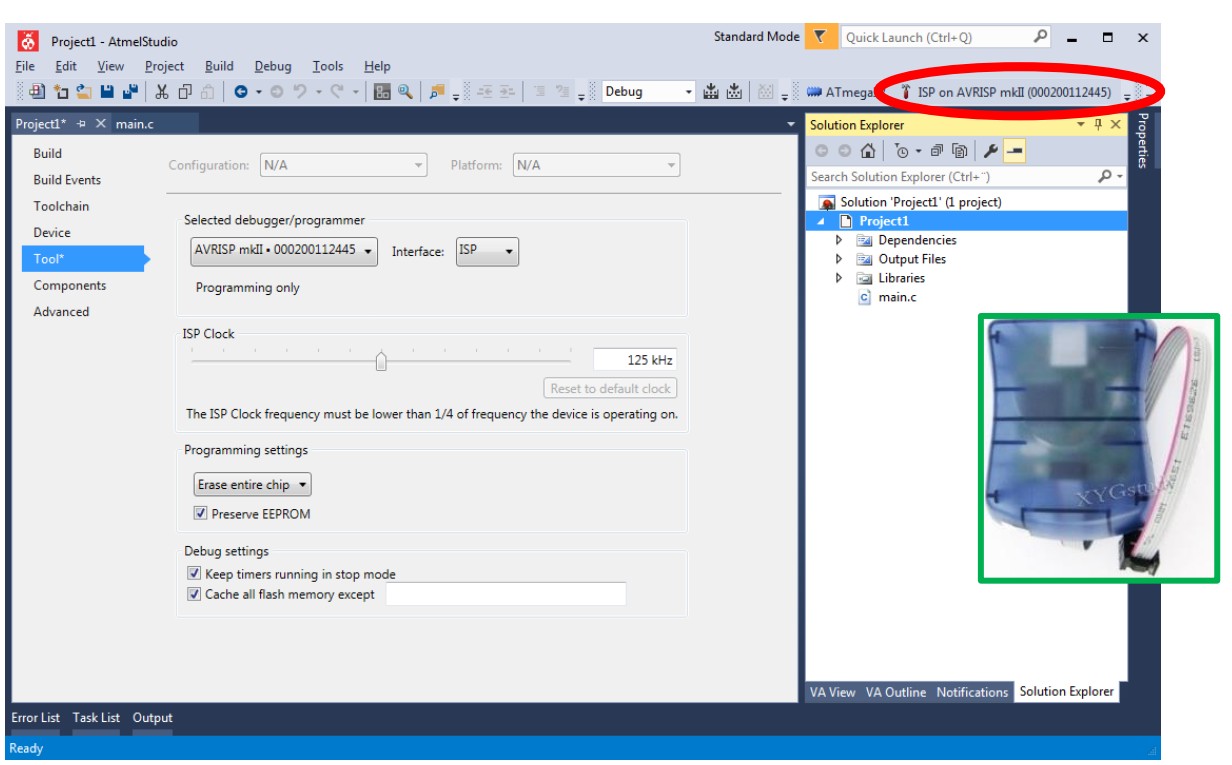 Project1 - AtmelStudio
Standard Mode
Quick Launch (Ctrl+Q)
File Edit View Project Build Debug Tools Help
Debug
ATmega
ISP on AVRISP mkII (000200112445)
Project1* main.c
Build
Build Events
Toolchain
Device
Tool*
Components
Advanced
Configuration: N/A Platform: N/A
Selected debugger/programmer
AVRISP mkII • 000200112445 Interface: ISP
Programming only
ISP Clock
125 kHz
Reset to default clock
The ISP Clock frequency must be lower than 1/4 of frequency the device is operating on.
Programming settings
Erase entire chip
Preserve EEPROM
Debug settings
Keep timers running in stop mode
Cache all flash memory except
Solution Explorer
Search Solution Explorer (Ctrl+¨)
Solution 'Project1' (1 project)
Project1
Dependencies
Output Files
Libraries
main.c
Properties
VA View VA Outline Notifications Solution Explorer
Error List Task List Output
Ready